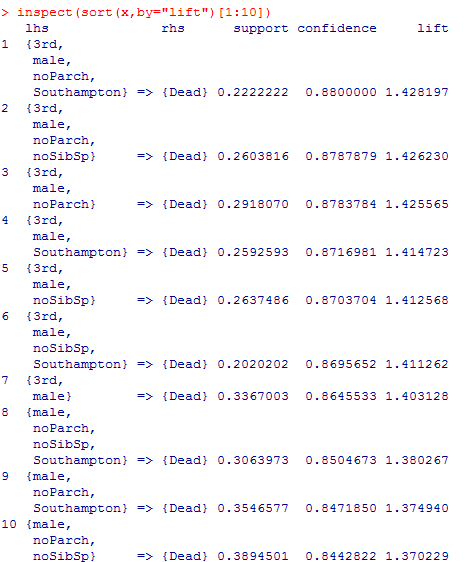 > inspect(sort(x,by="lift")[1:10])
   lhs              rhs      support confidence     lift
1  {3rd,
    male,
    noParch,
    Southampton} => {Dead} 0.2222222  0.8800000 1.428197
2  {3rd,
    male,
    noParch,
    noSibSp}     => {Dead} 0.2603816  0.8787879 1.426230
3  {3rd,
    male,
    noParch}     => {Dead} 0.2918070  0.8783784 1.425565
4  {3rd,
    male,
    Southampton} => {Dead} 0.2592593  0.8716981 1.414723
5  {3rd,
    male,
    noSibSp}     => {Dead} 0.2637486  0.8703704 1.412568
6  {3rd,
    male,
    noSibSp,
    Southampton} => {Dead} 0.2020202  0.8695652 1.411262
7  {3rd,
    male}        => {Dead} 0.3367003  0.8645533 1.403128
8  {male,
    noParch,
    noSibSp,
    Southampton} => {Dead} 0.3063973  0.8504673 1.380267
9  {male,
    noParch,
    Southampton} => {Dead} 0.3546577  0.8471850 1.374940
10 {male,
    noParch,
    noSibSp}     => {Dead} 0.3894501  0.8442822 1.370229